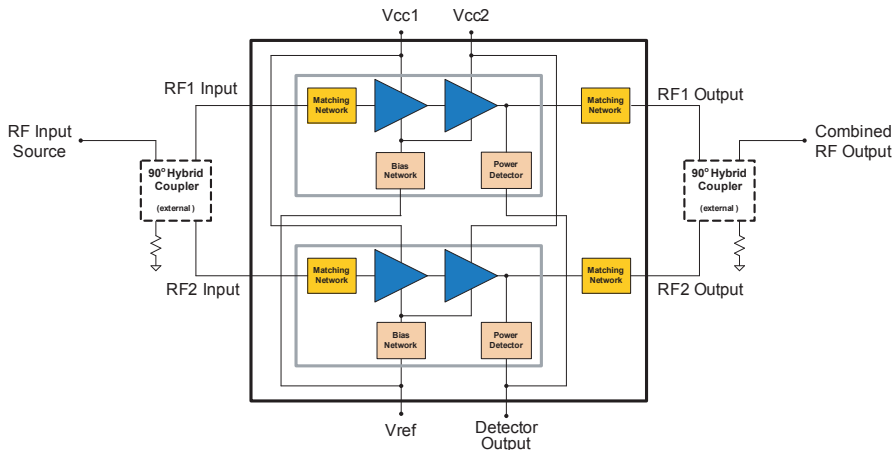 Vcc1
Vcc2
RF1 Input
Matching
Network
Matching
Network
RF1 Output
RF Input
Source
Combined
RF Output
90° Hybrid
Coupler
(external)
Bias
Network
Power
Detector
90° Hybrid
Coupler
(external)
RF2 Input
Matching
Network
Matching
Network
RF2 Output
Bias
Network
Power
Detector
Vref
Detector
Output